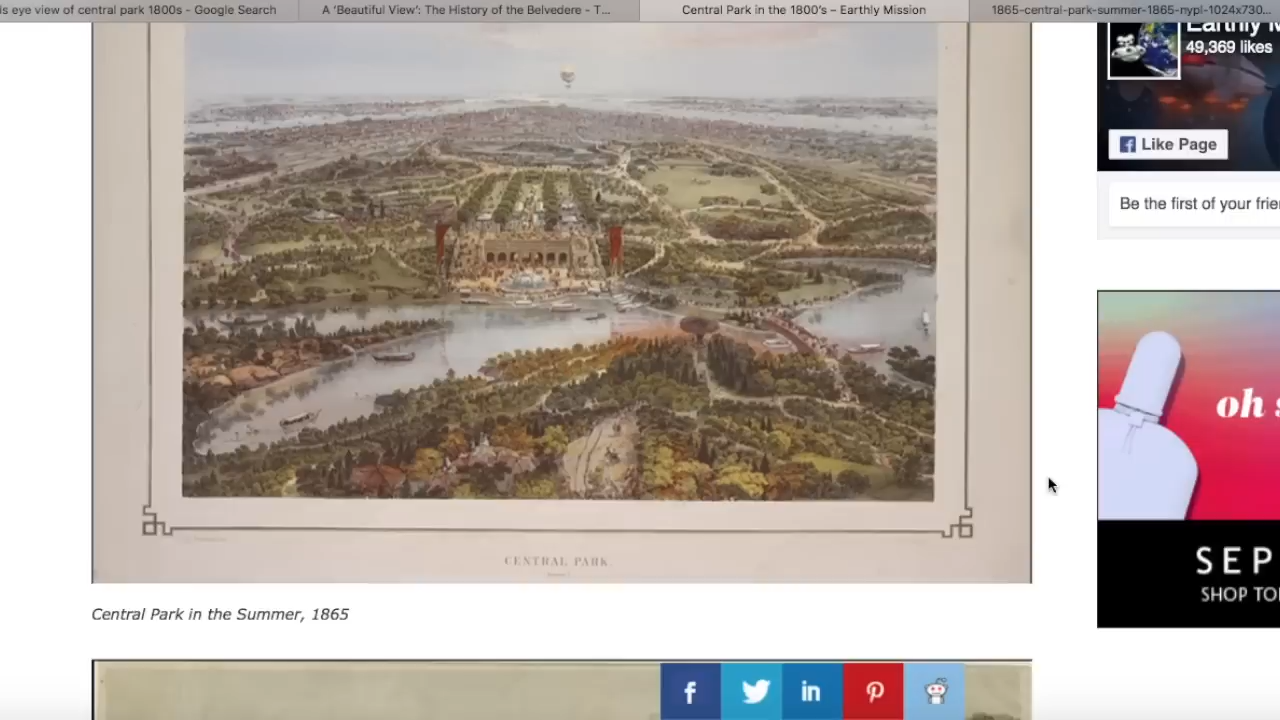 is eye view of central park 1800s - Google Search
A 'Beautiful View': The History of the Belvedere - T...
Central Park in the 1800's – Earthly Mission
1865-central-park-summer-1865-nypl-1024x730...
Earthly M
49,369 likes
Like Page
Be the first of your frie
oh s
SEP
SHOP TO
CENTRAL PARK.
Central Park in the Summer, 1865